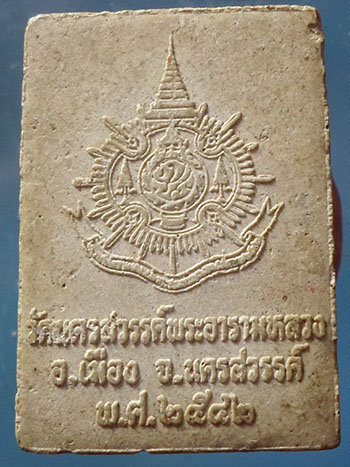 วัดนครสวรรค์พระอารามหลวง
อ.เมือง จ.นครสวรรค์
พ.ศ.๒๕๔๒